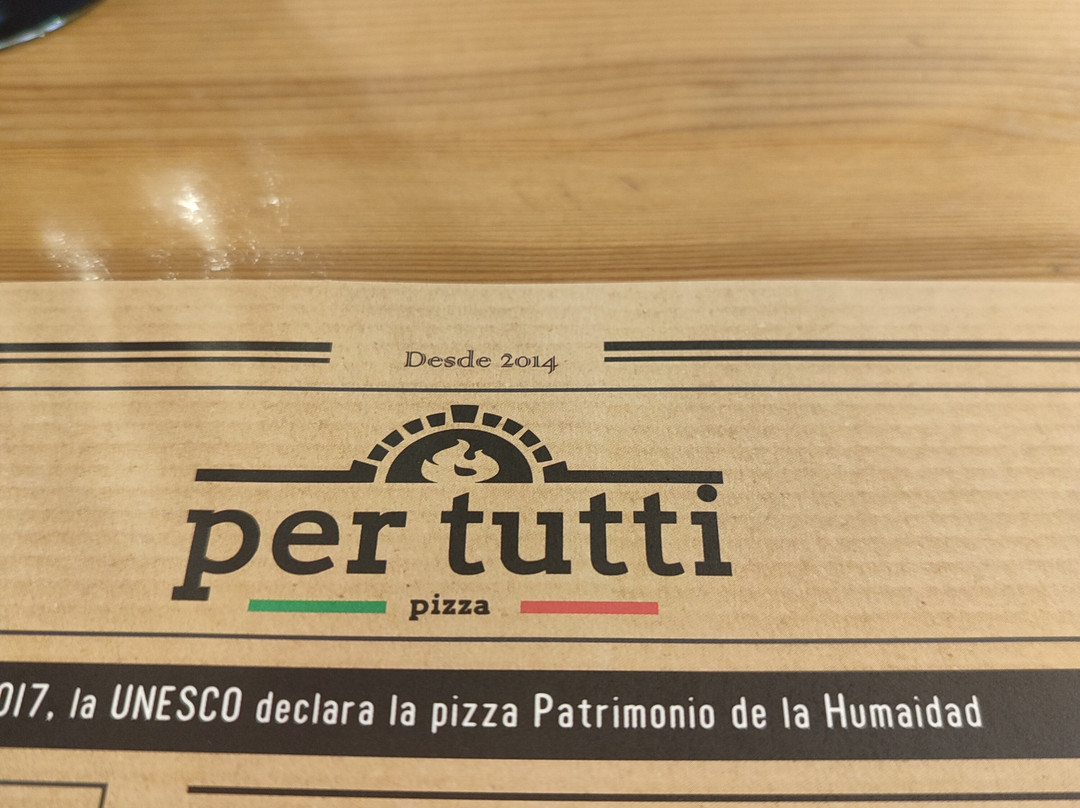 Desde 2014
per tutti
pizza
017, la UNESCO declara la pizza Patrimonio de la Humaidad